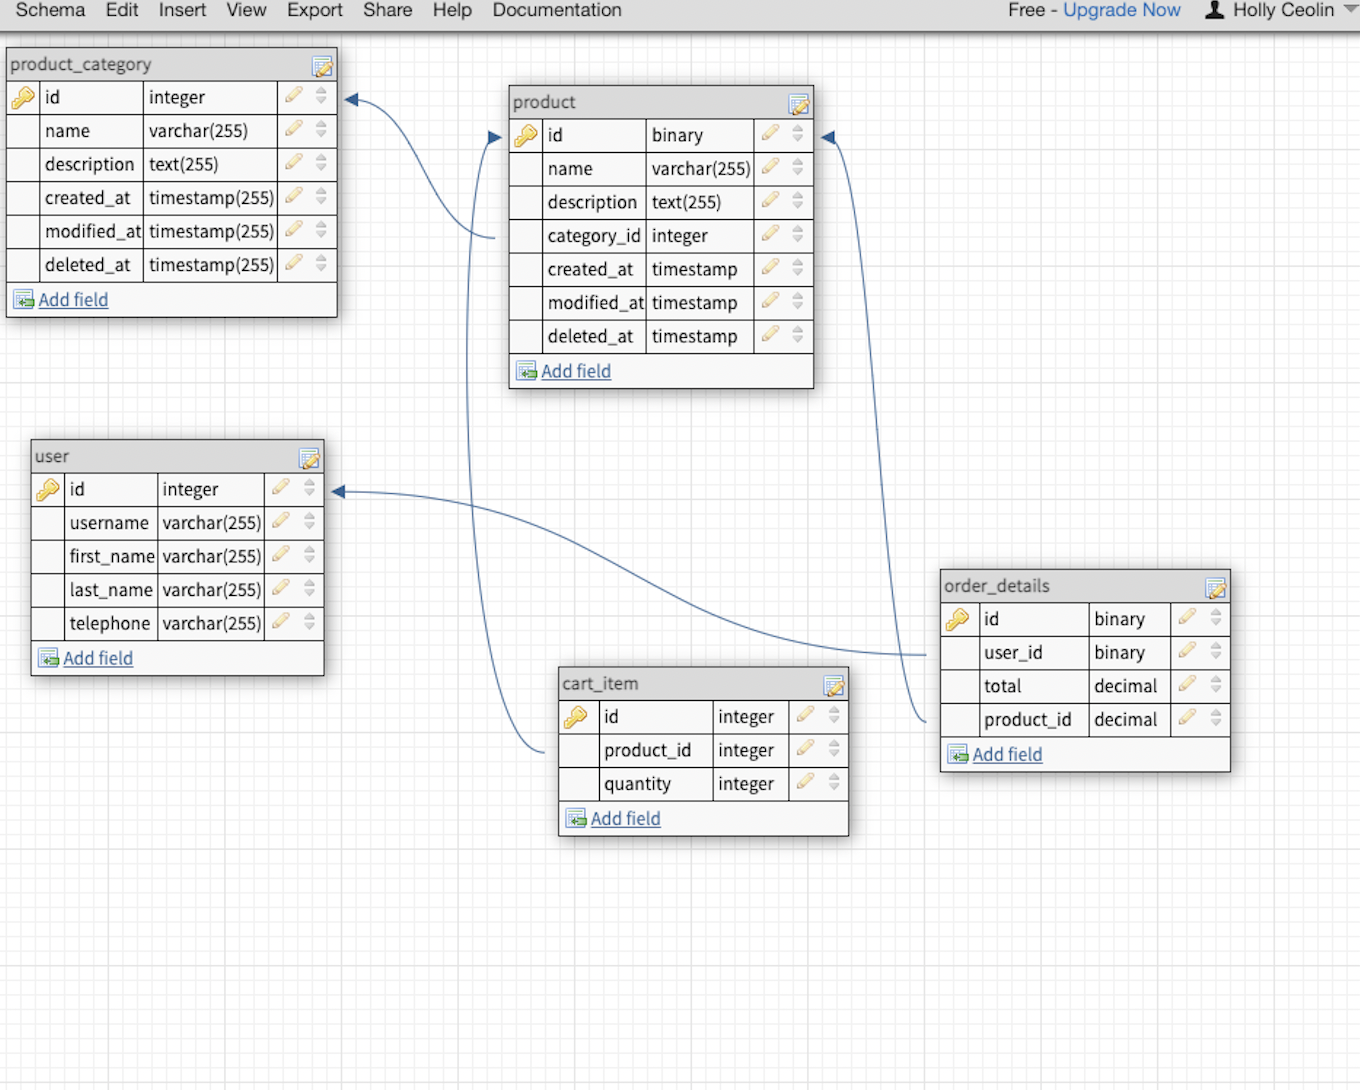 Schema Edit Insert View Export Share Help Documentation Free - Upgrade Now Holly Ceolin
product_category
id integer
name varchar(255)
description text(255)
created_at timestamp(255)
modified_at timestamp(255)
deleted_at timestamp(255)
Add field
product
id binary
name varchar(255)
description text(255)
category_id integer
created_at timestamp
modified_at timestamp
deleted_at timestamp
Add field
user
id integer
username varchar(255)
first_name varchar(255)
last_name varchar(255)
telephone varchar(255)
Add field
cart_item
id integer
product_id integer
quantity integer
Add field
order_details
id binary
user_id binary
total decimal
product_id decimal
Add field